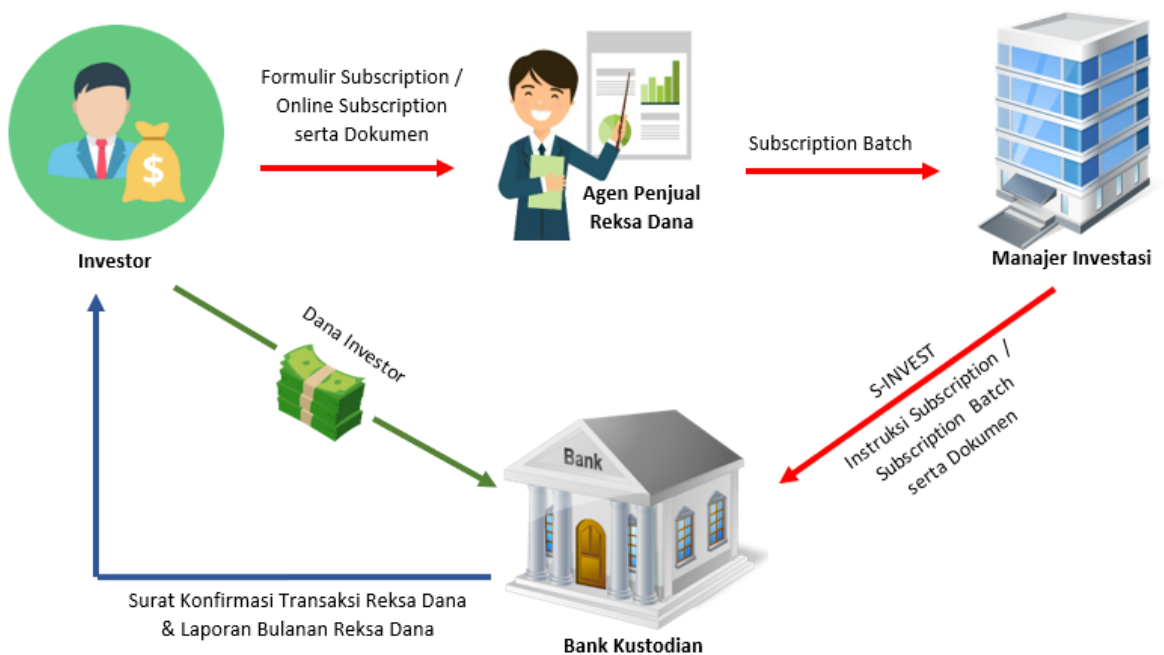 Formulir Subscription /
Online Subscription
serta Dokumen
Subscription Batch
Agen Penjual
Reksa Dana
$
Investor
Manajer Investasi
Dana Investor
S-INVEST
Instruksi Subscription /
Subscription Batch
serta Dokumen
Bank
Surat Konfirmasi Transaksi Reksa Dana
& Laporan Bulanan Reksa Dana
Bank Kustodian